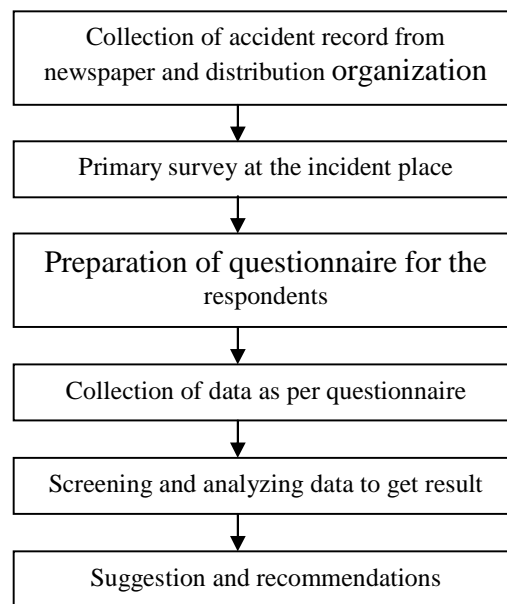 Collection of accident record from
newspaper and distribution organization
Primary survey at the incident place
Preparation of questionnaire for the
respondents
Collection of data as per questionnaire
Screening and analyzing data to get result
Suggestion and recommendations